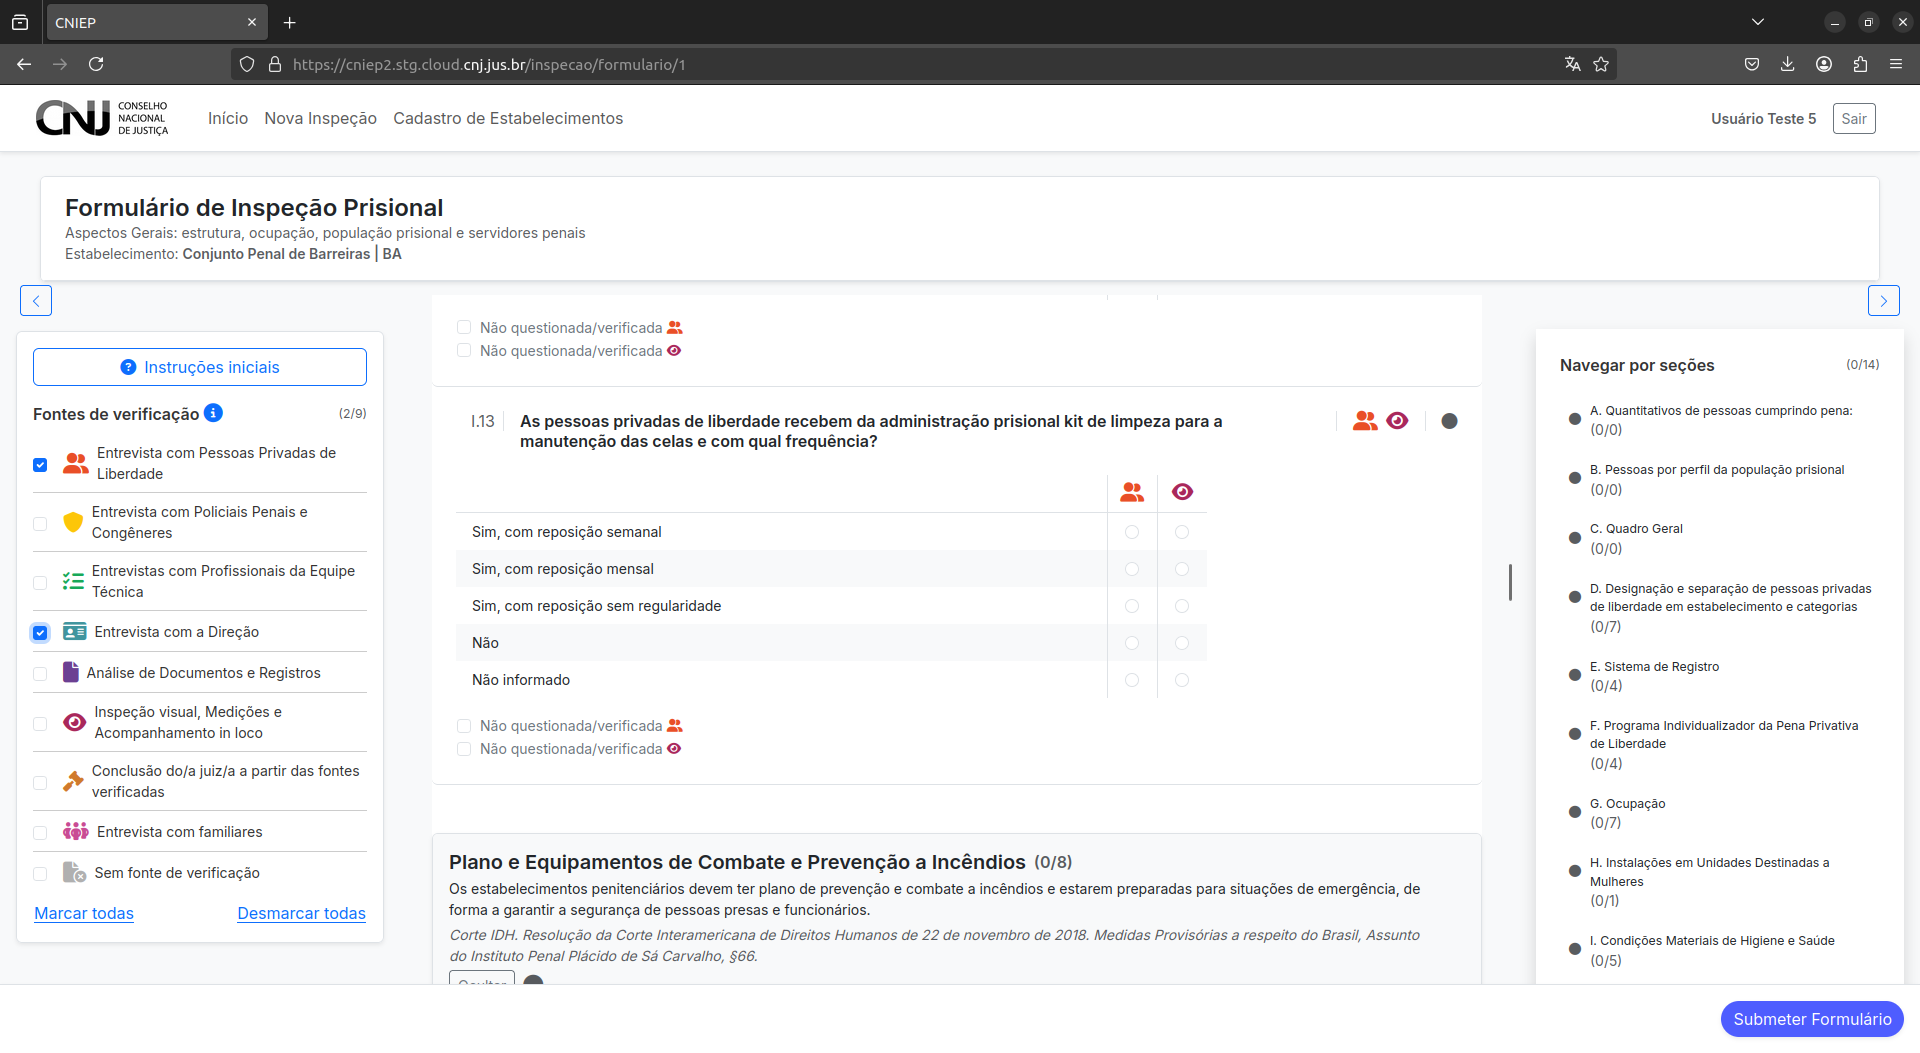 CNIEP
https://cniep2.stg.cloud.cnj.jus.br/inspecao/formulario/1
CNJ CONSELHO
NACIONAL
DE JUSTIÇA
Início Nova Inspeção Cadastro de Estabelecimentos
Usuário Teste 5 Sair
Formulário de Inspeção Prisional
Aspectos Gerais: estrutura, ocupação, população prisional e servidores penais
Estabelecimento: Conjunto Penal de Barreiras | BA
Instruções iniciais
Fontes de verificação (2/9)
Entrevista com Pessoas Privadas de
Liberdade
Entrevista com Policiais Penais e
Congêneres
Entrevistas com Profissionais da Equipe
Técnica
Entrevista com a Direção
Análise de Documentos e Registros
Inspeção visual, Medições e
Acompanhamento in loco
Conclusão do/a juiz/a a partir das fontes
verificadas
Entrevista com familiares
Sem fonte de verificação
Marcar todas Desmarcar todas
Não questionada/verificada
Não questionada/verificada
I.13 As pessoas privadas de liberdade recebem da administração prisional kit de limpeza para a
manutenção das celas e com qual frequência?
Sim, com reposição semanal
Sim, com reposição mensal
Sim, com reposição sem regularidade
Não
Não informado
Não questionada/verificada
Não questionada/verificada
Plano e Equipamentos de Combate e Prevenção a Incêndios (0/8)
Os estabelecimentos penitenciários devem ter plano de prevenção e combate a incêndios e estarem preparadas para situações de emergência, de
forma a garantir a segurança de pessoas presas e funcionários.
Corte IDH. Resolução da Corte Interamericana de Direitos Humanos de 22 de novembro de 2018. Medidas Provisórias a respeito do Brasil, Assunto
do Instituto Penal Plácido de Sá Carvalho, §66.
Ocultar
Navegar por seções (0/14)
A. Quantitativos de pessoas cumprindo pena:
(0/0)
B. Pessoas por perfil da população prisional
(0/0)
C. Quadro Geral
(0/0)
D. Designação e separação de pessoas privadas
de liberdade em estabelecimento e categorias
(0/7)
E. Sistema de Registro
(0/4)
F. Programa Individualizador da Pena Privativa
de Liberdade
(0/4)
G. Ocupação
(0/7)
H. Instalações em Unidades Destinadas a
Mulheres
(0/1)
I. Condições Materiais de Higiene e Saúde
(0/5)
Submeter Formulário